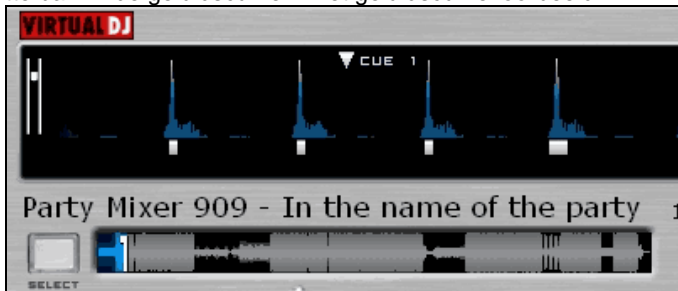 VIRTUAL DJ
CUE 1
Party Mixer 909 - In the name of the party
SELECT